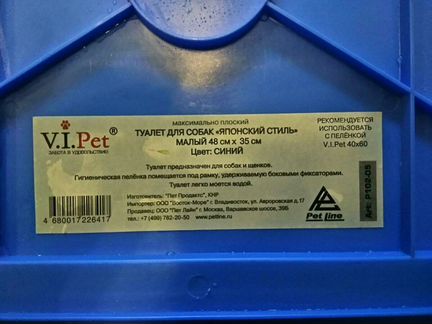 V.I.Pet®
ЗАБОТА В УДОВОЛЬСТВИЕ!
максимально плоский
ТУАЛЕТ ДЛЯ СОБАК «ЯПОНСКИЙ СТИЛЬ»
МАЛЫЙ 48 см х 35 см
Цвет: СИНИЙ
РЕКОМЕНДУЕТСЯ
ИСПОЛЬЗОВАТЬ
С ПЕЛЁНКОЙ
V.I.Pet 40x60
Туалет предназначен для собак и щенков.
Гигиеническая пелёнка помещается под рамку, удерживаемую боковыми фиксаторами.
Туалет легко моется водой.
Изготовитель: "Пет Продактс", КНР
Импортер: ООО "Восток-Море" г. Владивосток, ул. Авроровская д.17
ООО "Пет Лайн" г. Москва, Варшавское шоссе, 39Б
тел.: +7 (499) 782-20-50 www.petline.ru
4 680017 226417
Pet Line
Art.: P102-05